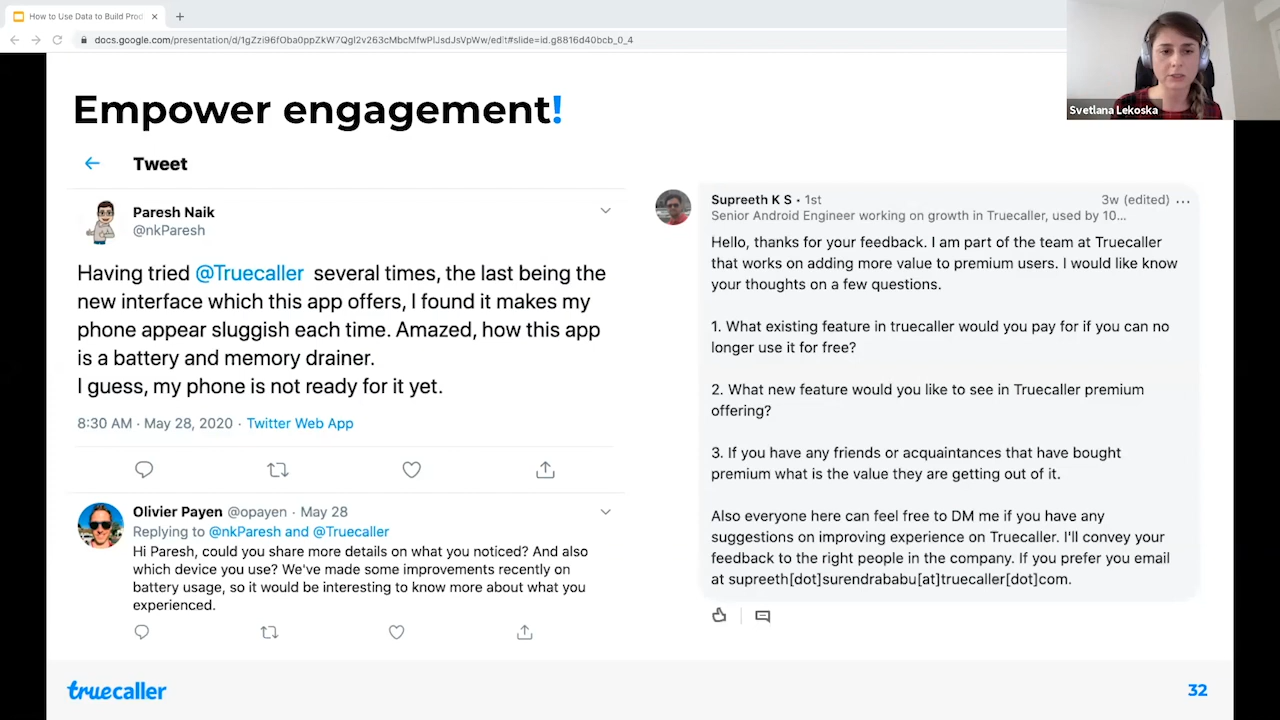 How to Use Data to Build Prod
docs.google.com/presentation/d/1gZzi96fOba0ppZkW7Qgl2v263cMbcMfwPlJsdJsVpWw/edit#slide=id.g8816d40bcb_0_4
Svetlana Lekoska
Empower engagement!
Tweet
Paresh Naik
@nkParesh
Having tried @Truecaller several times, the last being the
new interface which this app offers, I found it makes my
phone appear sluggish each time. Amazed, how this app
is a battery and memory drainer.
I guess, my phone is not ready for it yet.
8:30 AM · May 28, 2020 · Twitter Web App
Olivier Payen @opayen · May 28
Replying to @nkParesh and @Truecaller
Hi Paresh, could you share more details on what you noticed? And also
which device you use? We've made some improvements recently on
battery usage, so it would be interesting to know more about what you
experienced.
Supreeth K S · 1st
3w (edited) ...
Senior Android Engineer working on growth in Truecaller, used by 10...
Hello, thanks for your feedback. I am part of the team at Truecaller
that works on adding more value to premium users. I would like know
your thoughts on a few questions.
1. What existing feature in truecaller would you pay for if you can no
longer use it for free?
2. What new feature would you like to see in Truecaller premium
offering?
3. If you have any friends or acquaintances that have bought
premium what is the value they are getting out of it.
Also everyone here can feel free to DM me if you have any
suggestions on improving experience on Truecaller. I'll convey your
feedback to the right people in the company. If you prefer you email
at supreeth[dot]surendrababu[at]truecaller[dot]com.
truecaller
32